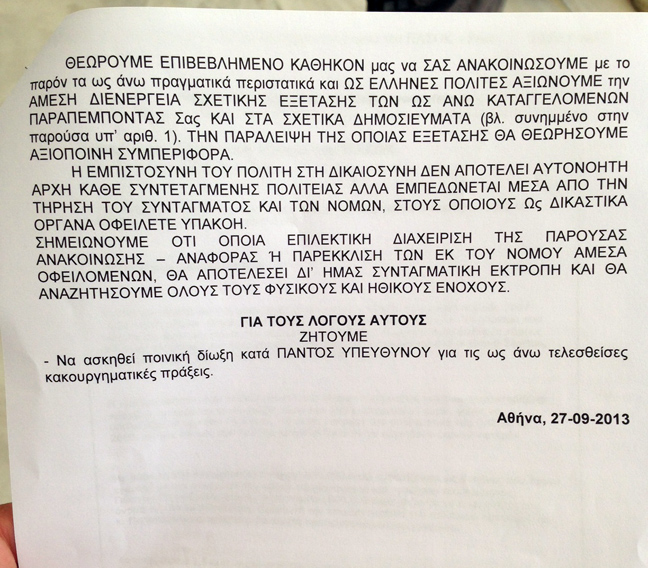 ΘΕΩΡΟΥΜΕ ΕΠΙΒΕΒΛΗΜΕΝΟ ΚΑΘΗΚΟΝ μας να ΣΑΣ ΑΝΑΚΟΙΝΩΣΟΥΜΕ με το
παρόν τα ως άνω πραγματικά περιστατικά και ΩΣ ΕΛΛΗΝΕΣ ΠΟΛΙΤΕΣ ΑΞΙΩΝΟΥΜΕ την
ΑΜΕΣΗ ΔΙΕΝΕΡΓΕΙΑ ΣΧΕΤΙΚΗΣ ΕΞΕΤΑΣΗΣ ΤΩΝ ΩΣ ΑΝΩ ΚΑΤΑΓΓΕΛΟΜΕΝΩΝ
ΠΑΡΑΠΕΜΠΟΝΤΑΣ Σας ΚΑΙ ΣΤΑ ΣΧΕΤΙΚΑ ΔΗΜΟΣΙΕΥΜΑΤΑ (βλ. συνημμένο στην
παρούσα υπ' αριθ. 1). ΤΗΝ ΠΑΡΑΛΕΙΨΗ ΤΗΣ ΟΠΟΙΑΣ ΕΞΕΤΑΣΗΣ ΘΑ ΘΕΩΡΗΣΟΥΜΕ
ΑΞΙΟΠΟΙΝΗ ΣΥΜΠΕΡΙΦΟΡΑ.
Η ΕΜΠΙΣΤΟΣΥΝΗ ΤΟΥ ΠΟΛΙΤΗ ΣΤΗ ΔΙΚΑΙΟΣΥΝΗ ΔΕΝ ΑΠΟΤΕΛΕΙ ΑΥΤΟΝΟΗΤΗ
ΑΡΧΗ ΚΑΘΕ ΣΥΝΤΕΤΑΓΜΕΝΗΣ ΠΟΛΙΤΕΙΑΣ ΑΛΛΑ ΕΜΠΕΔΩΝΕΤΑΙ ΜΕΣΑ ΑΠΟ ΤΗΝ
ΤΗΡΗΣΗ ΤΟΥ ΣΥΝΤΑΓΜΑΤΟΣ ΚΑΙ ΤΩΝ ΝΟΜΩΝ, ΣΤΟΥΣ ΟΠΟΙΟΥΣ Ως ΔΙΚΑΣΤΙΚΑ
ΟΡΓΑΝΑ ΟΦΕΙΛΕΤΕ ΥΠΑΚΟΗ.
ΣΗΜΕΙΩΝΟΥΜΕ ΟΤΙ ΟΠΟΙΑ ΕΠΙΛΕΚΤΙΚΗ ΔΙΑΧΕΙΡΙΣΗ ΤΗΣ ΠΑΡΟΥΣΑΣ
ΑΝΑΚΟΙΝΩΣΗΣ – ΑΝΑΦΟΡΑΣ Ή ΠΑΡΕΚΚΛΙΣΗ ΤΩΝ ΕΚ ΤΟΥ ΝΟΜΟΥ ΑΜΕΣΑ
ΟΦΕΙΛΟΜΕΝΩΝ, ΘΑ ΑΠΟΤΕΛΕΣΕΙ ΔΙ' ΗΜΑΣ ΣΥΝΤΑΓΜΑΤΙΚΗ ΕΚΤΡΟΠΗ ΚΑΙ ΘΑ
ΑΝΑΖΗΤΗΣΟΥΜΕ ΟΛΟΥΣ ΤΟΥΣ ΦΥΣΙΚΟΥΣ ΚΑΙ ΗΘΙΚΟΥΣ ΕΝΟΧΟΥΣ.
ΓΙΑ ΤΟΥΣ ΛΟΓΟΥΣ ΑΥΤΟΥΣ
ΖΗΤΟΥΜΕ
- Να ασκηθεί ποινική δίωξη κατά ΠΑΝΤΌΣ ΥΠΕΥΘΥΝΟΥ για τις ως άνω τελεσθείσες
κακουργηματικές πράξεις.
Αθήνα, 27-09-2013